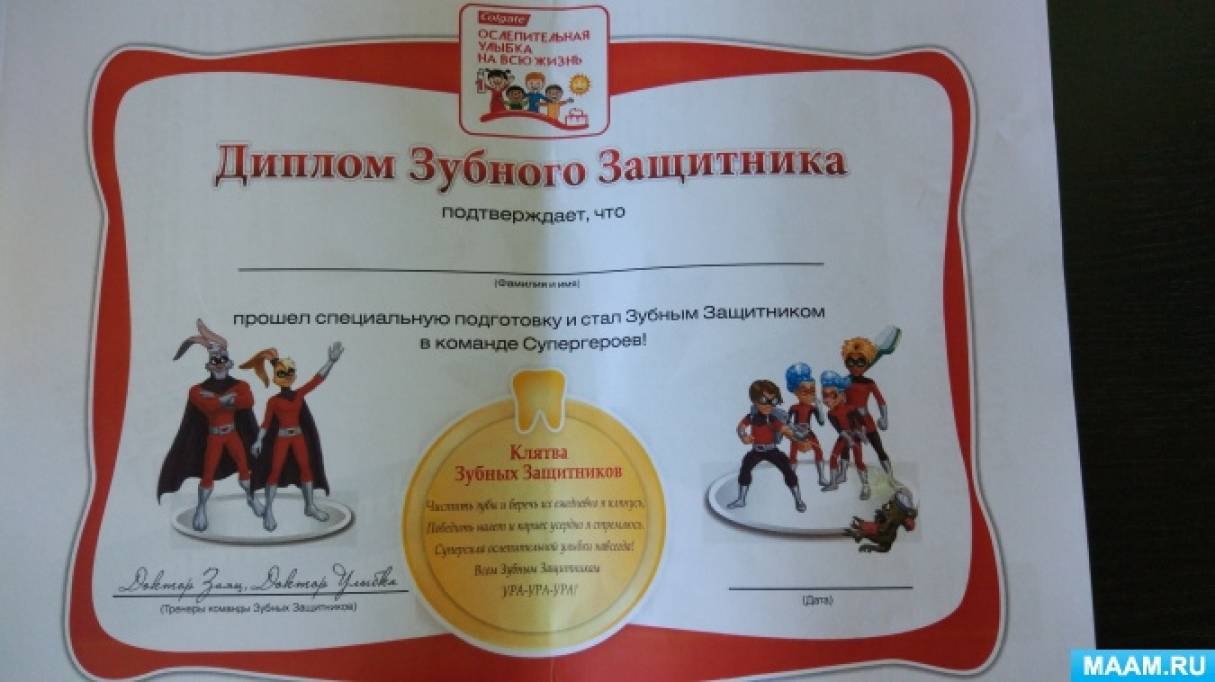 Colgate
ОСЛЕПИТЕЛЬНАЯ
УЛЫБКА
НА ВСЮ ЖИЗНЬ
Диплом Зубного Защитника
подтверждает, что
(Фамилия и имя)
прошел специальную подготовку и стал Зубным Защитником
в команде Супергероев!
Клятва
Зубных Защитников
Чистить зубы и беречь их ежедневно я клянусь,
Победить налет и кариес усердно я стремлюсь.
Суперсила ослепительной улыбки навсегда!
Всем Зубным Защитникам
УРА-УРА-УРА!
Доктор Заяц, Доктор Улыбка
(Тренеры команды Зубных Защитников)
(Дата)
MAAM.RU